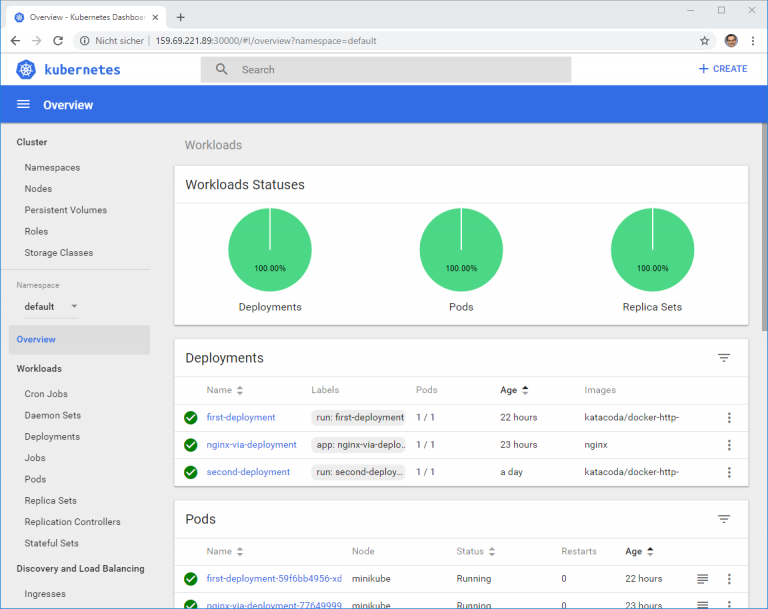 Overview - Kubernetes Dashboar
Nicht sicher 159.69.221.89:30000/#!/overview?namespace=default
kubernetes Search + CREATE
Overview
Cluster
Namespaces
Nodes
Persistent Volumes
Roles
Storage Classes
Namespace
default
Overview
Workloads
Cron Jobs
Daemon Sets
Deployments
Jobs
Pods
Replica Sets
Replication Controllers
Stateful Sets
Discovery and Load Balancing
Ingresses
Workloads
Workloads Statuses
100.00% 100.00% 100.00%
Deployments Pods Replica Sets
Deployments
Name Labels Pods Age Images
first-deployment run: first-deployment 1 / 1 22 hours katacoda/docker-http-
nginx-via-deployment app: nginx-via-deplo... 1 / 1 23 hours nginx
second-deployment run: second-deploy... 1 / 1 a day katacoda/docker-http-
Pods
Name Node Status Restarts Age
first-deployment-59f6bb4956-xd minikube Running 0 22 hours
nginx-via-deployment-77649999 minikube Running 0 23 hours